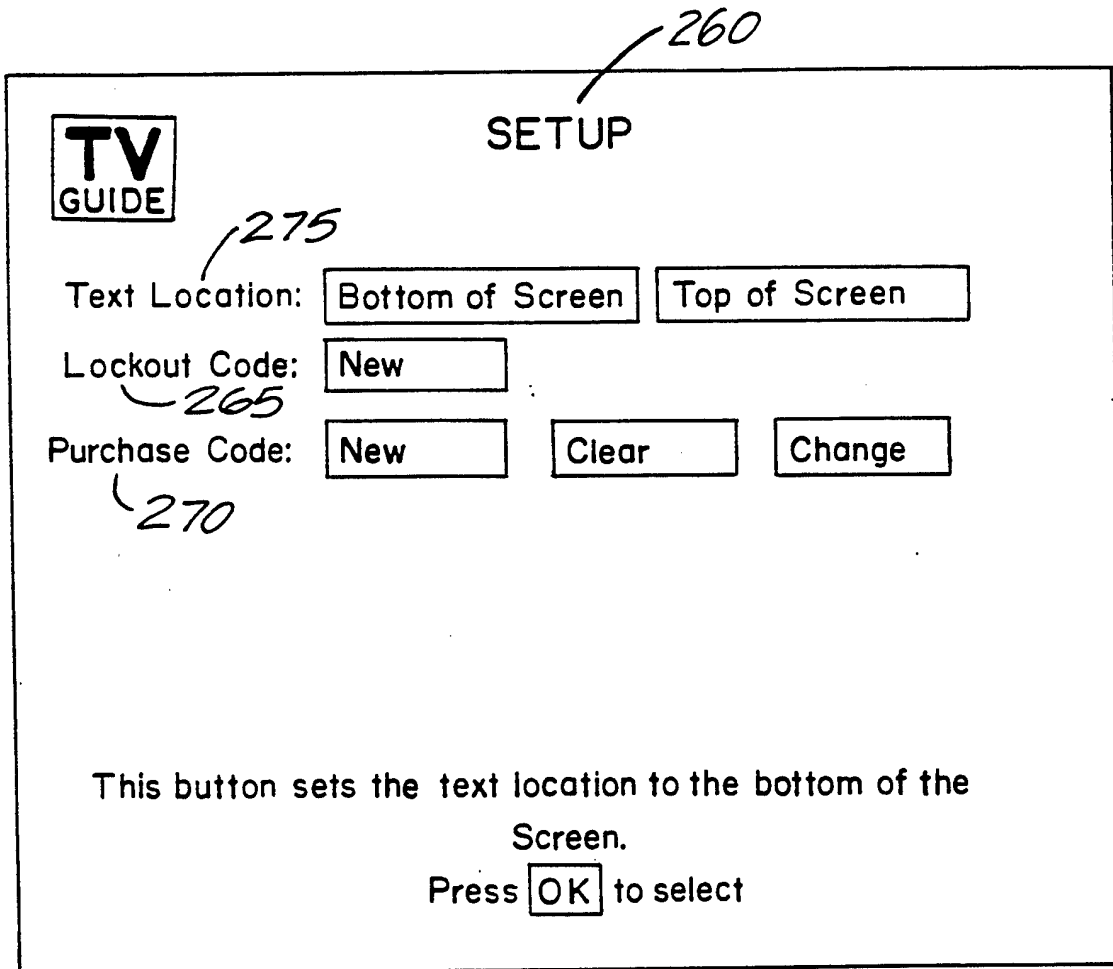 260
SETUP
TV
GUIDE
275
Text Location: Bottom of Screen Top of Screen
Lockout Code: New
265
Purchase Code: New Clear Change
270
This button sets the text location to the bottom of the
Screen.
Press OK to select